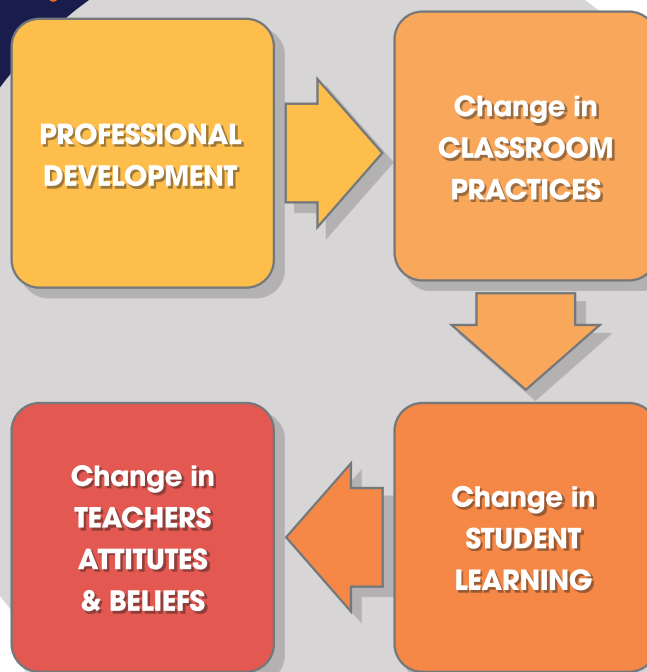 PROFESSIONAL
DEVELOPMENT
Change in
CLASSROOM
PRACTICES
Change in
STUDENT
LEARNING
Change in
TEACHERS
ATTITUTES
& BELIEFS